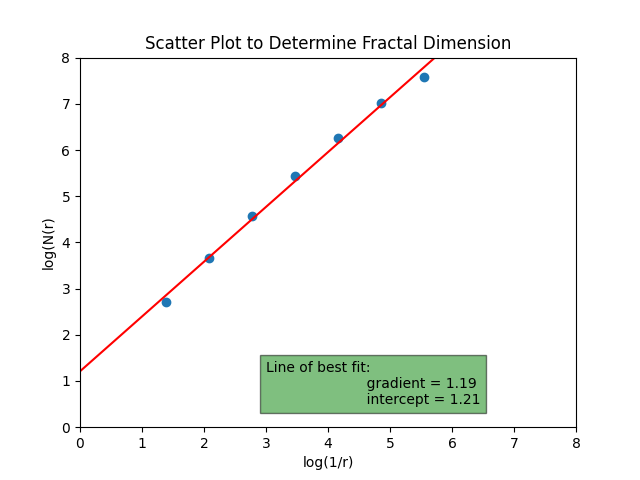 Scatter Plot to Determine Fractal Dimension
8
7
6
5
4
3
2
1
0
log(N(r)
Line of best fit:
gradient = 1.19
intercept = 1.21
0 1 2 3 4 5 6 7 8
log(1/r)